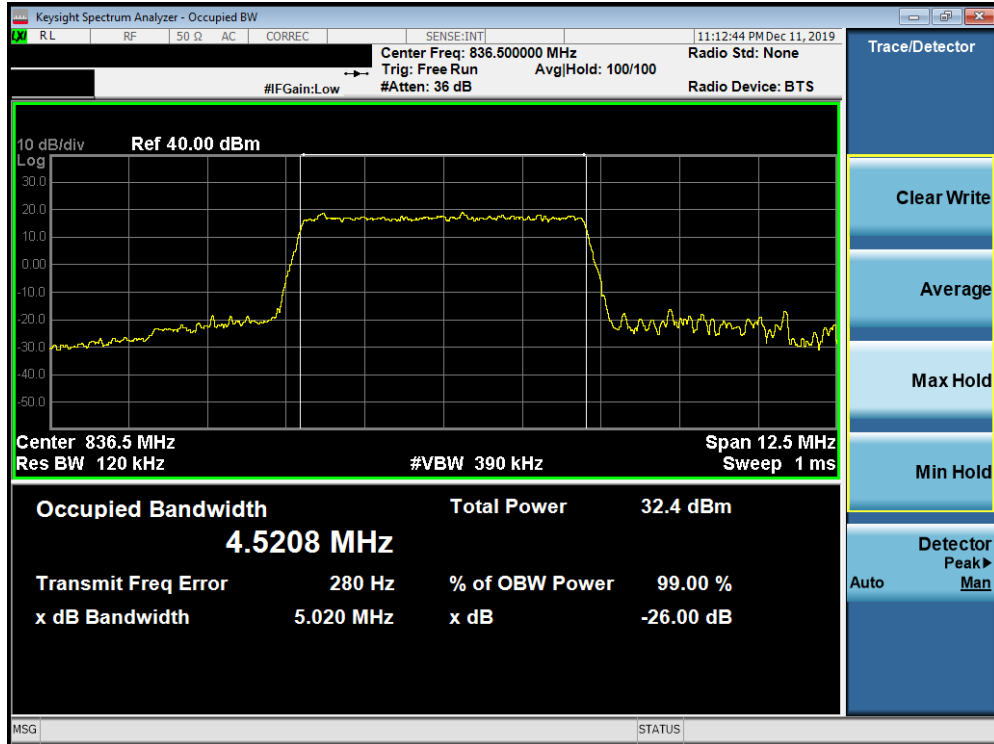 Keysight Spectrum Analyzer - Occupied BW
LXI RL RF 50 Ω AC CORREC SENSE:INT 11:12:44 PM Dec 11, 2019
Center Freq: 836.500000 MHz Radio Std: None
Trig: Free Run Avg|Hold: 100/100
#IFGain:Low #Atten: 36 dB Radio Device: BTS
10 dB/div Ref 40.00 dBm
Log
30.0
20.0
10.0
0.00
-10.0
-20.0
-30.0
-40.0
-50.0
Center 836.5 MHz Span 12.5 MHz
Res BW 120 kHz #VBW 390 kHz Sweep 1 ms
Occupied Bandwidth Total Power 32.4 dBm
4.5208 MHz
Transmit Freq Error 280 Hz % of OBW Power 99.00 %
x dB Bandwidth 5.020 MHz x dB -26.00 dB
MSG STATUS
Trace/Detector
Clear Write
Average
Max Hold
Min Hold
Detector
Peak▶
Auto Man